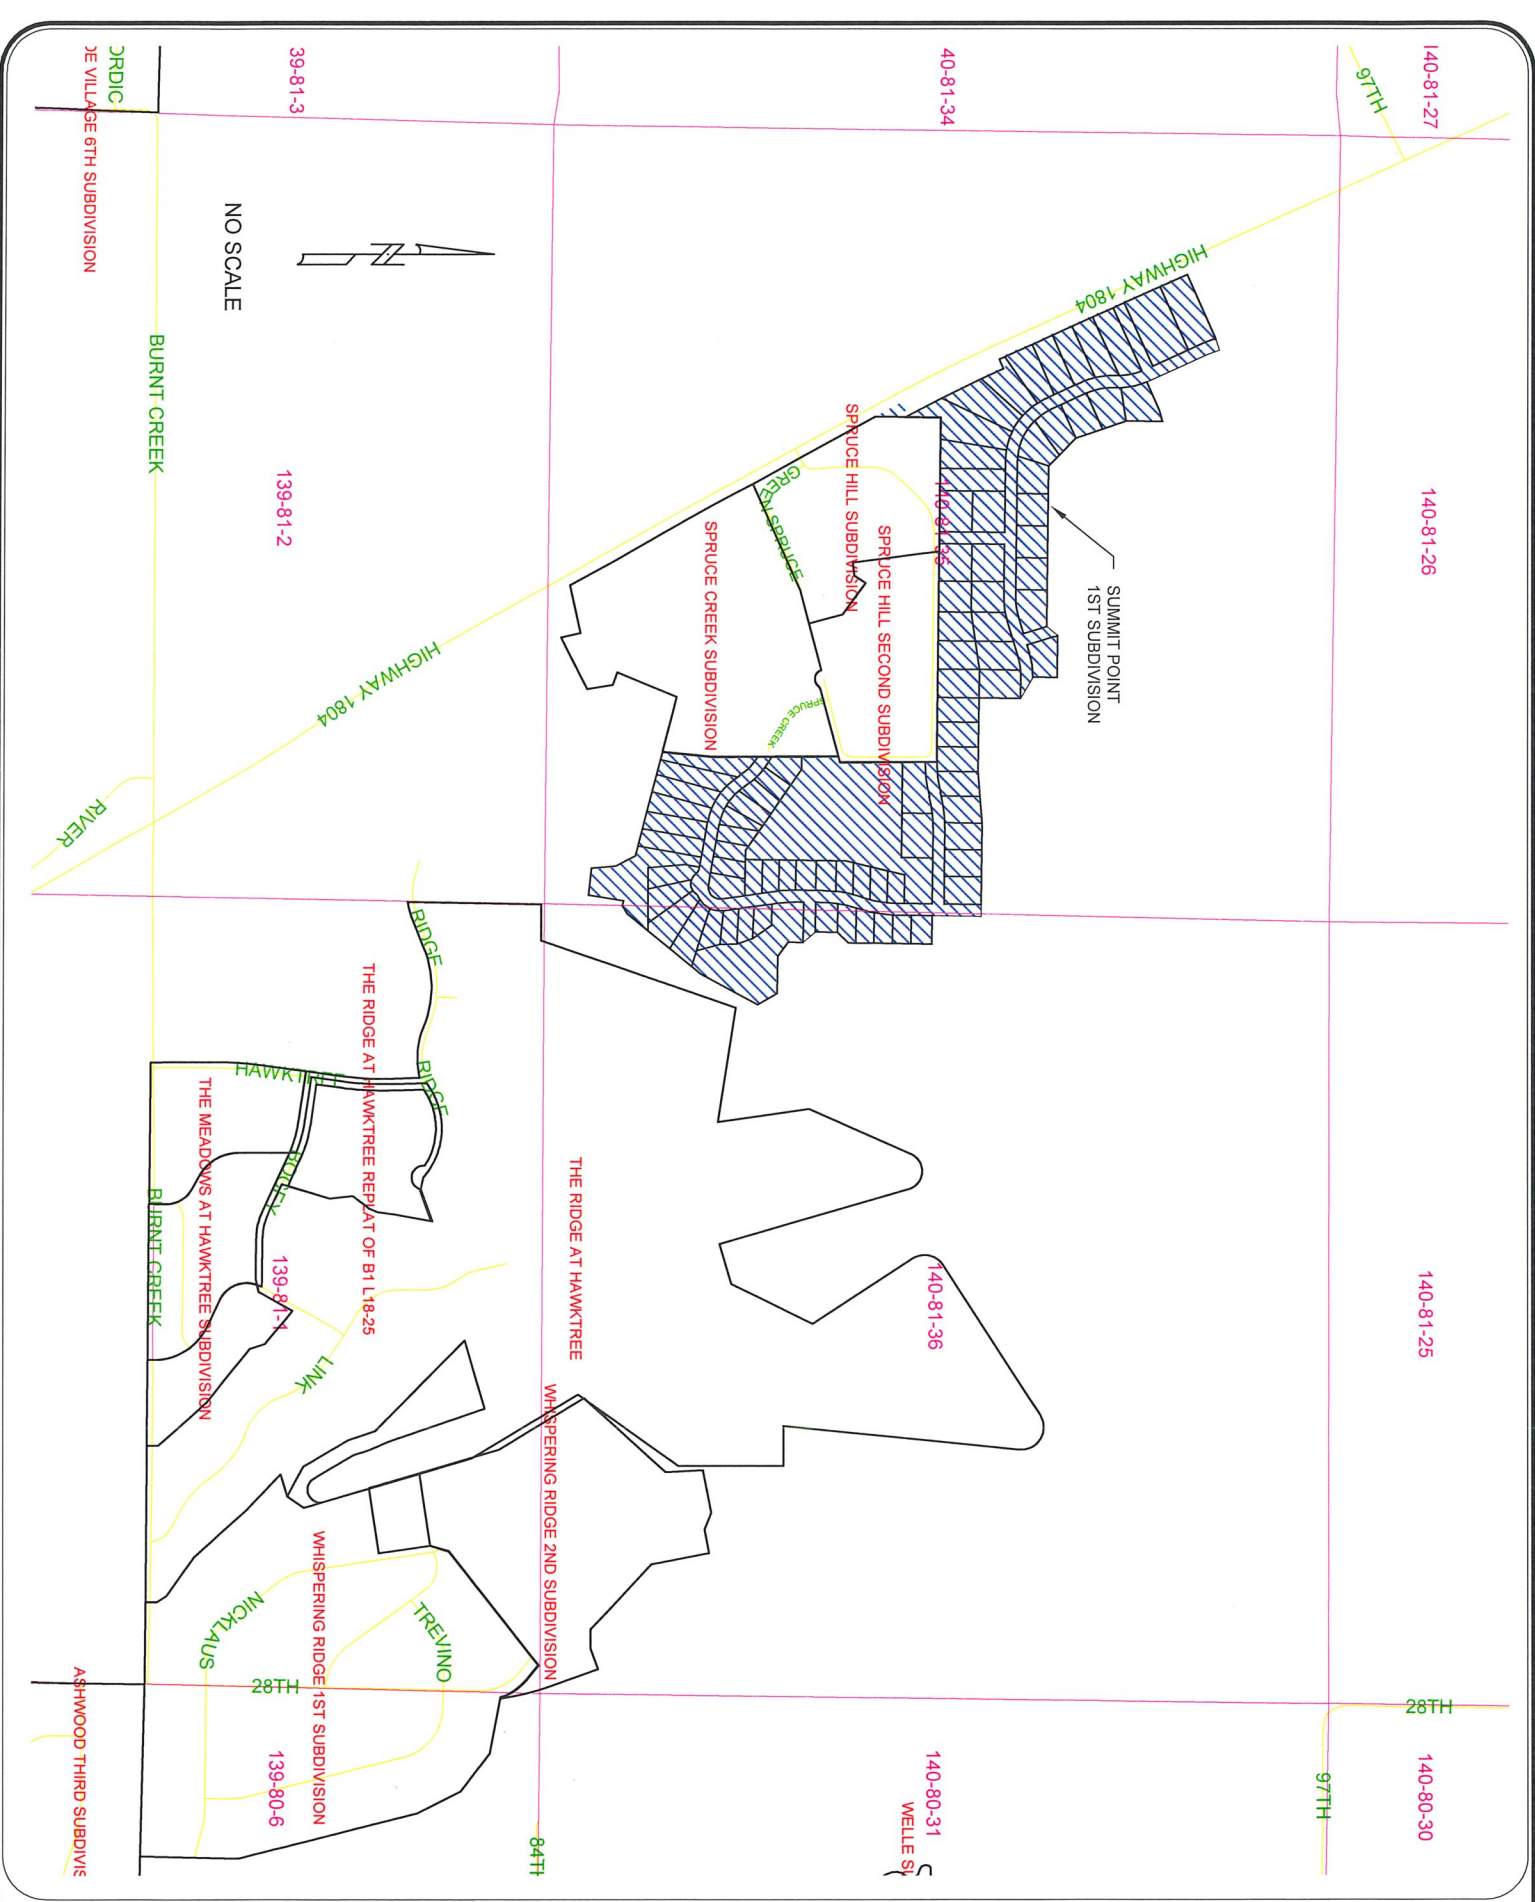 39-81-3
40-81-34
140-81-27
97TH
ORDIC
DE VILLAGE 6TH SUBDIVISION
HIGHWAY 1804
NO SCALE
BURNT CREEK
139-81-2
140-81-35
140-81-26
SUMMIT POINT
1ST SUBDIVISION
SPRUCE HILL SUBDIVISION
SPRUCE HILL SECOND SUBDIVISION
GREEN SPRUCE
SPRUCE CREEK SUBDIVISION
SPRUCE CREEK
HIGHWAY 1804
RIVER
RIDGE
RIDGE
HAWKTREE
THE RIDGE AT HAWKTREE REPLAT OF B1 L18-25
THE MEADOWS AT HAWKTREE SUBDIVISION
BOGEY
BURNT CREEK
139-81-1
THE RIDGE AT HAWKTREE
140-81-36
140-81-25
LINK
WHISPERING RIDGE 2ND SUBDIVISION
WHISPERING RIDGE 1ST SUBDIVISION
NICKLAUS
TREVINO
28TH
28TH
ASHWOOD THIRD SUBDIVIS
139-80-6
84TH
140-80-31
WELLE SU
97TH
140-80-30